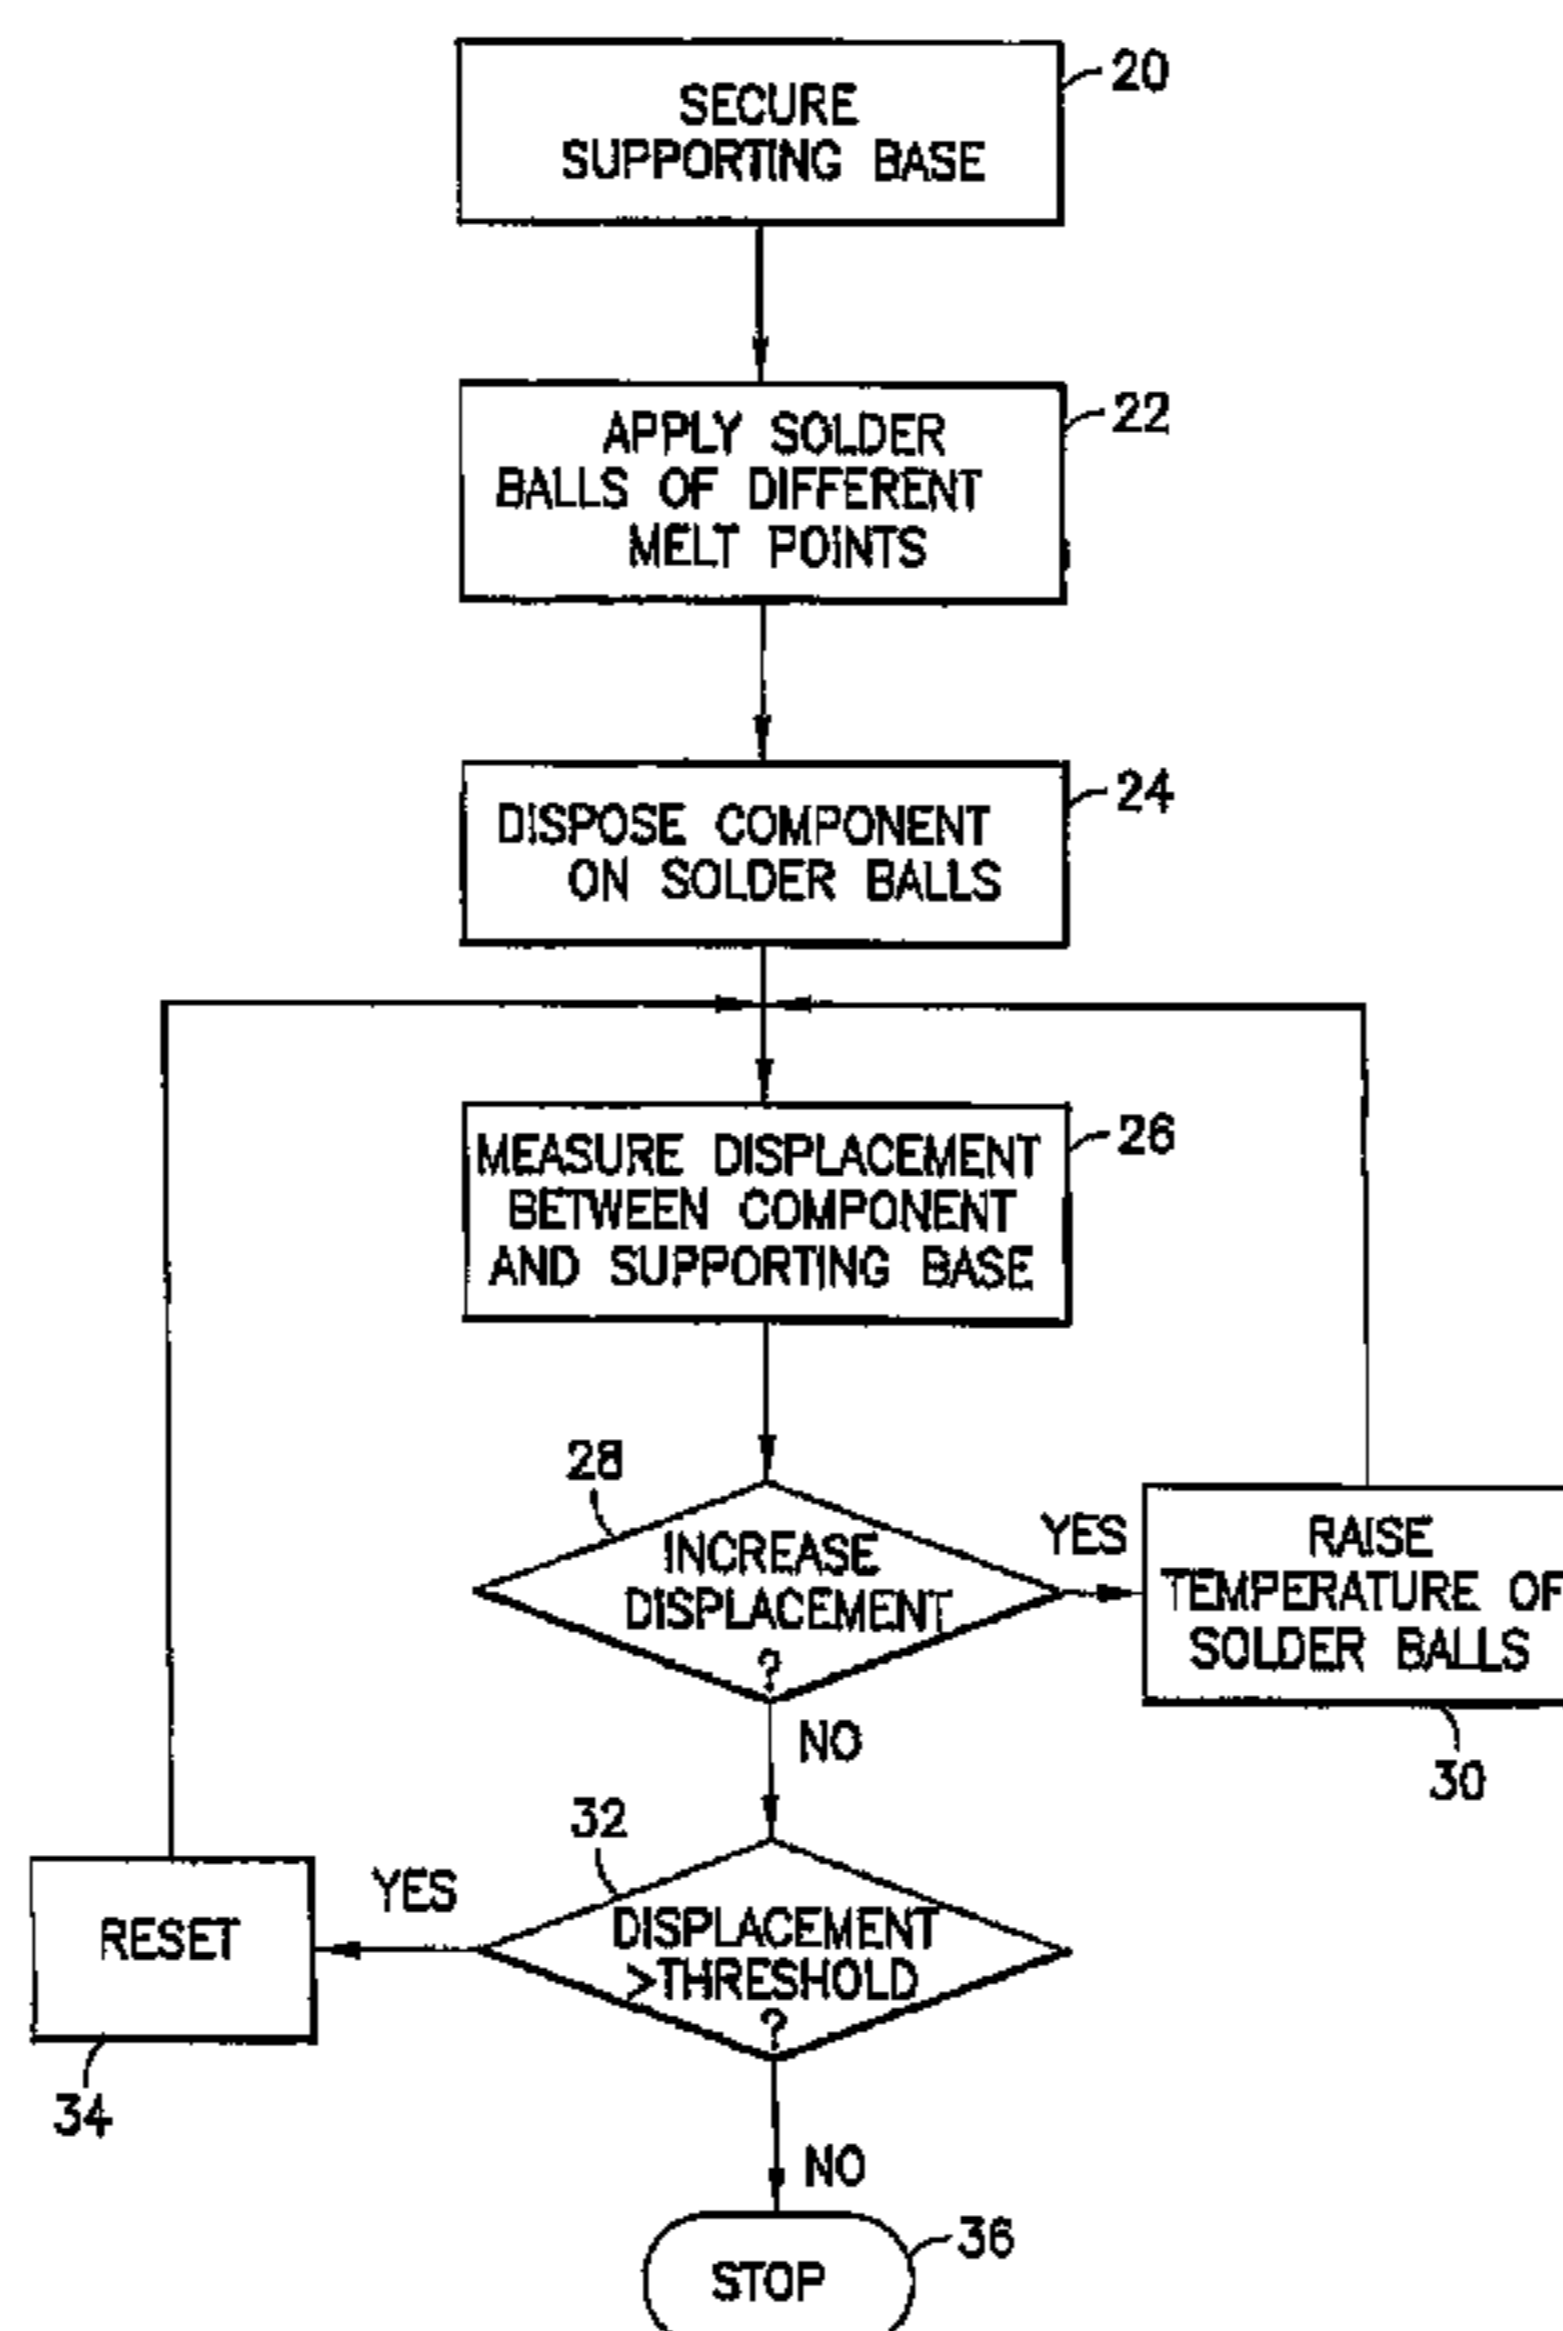 20
SECURE
SUPPORTING BASE
22
APPLY SOLDER
BALLS OF DIFFERENT
MELT POINTS
24
DISPOSE COMPONENT
ON SOLDER BALLS
26
MEASURE DISPLACEMENT
BETWEEN COMPONENT
AND SUPPORTING BASE
28
INCREASE
DISPLACEMENT
?
YES
RAISE
TEMPERATURE OF
SOLDER BALLS
30
NO
32
DISPLACEMENT
>THRESHOLD
?
YES
RESET
34
NO
36
STOP